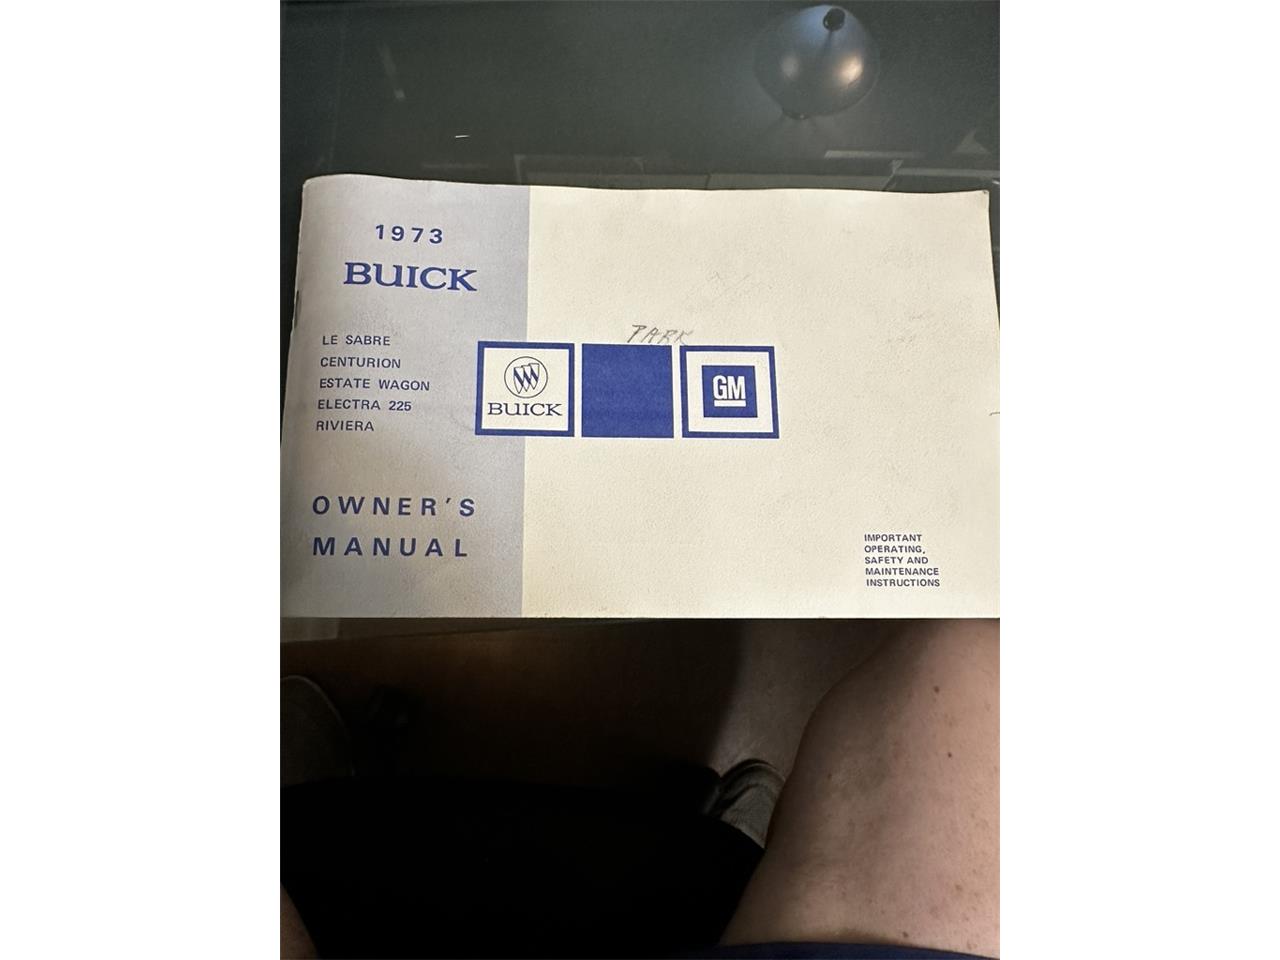 1973
BUICK
LE SABRE
CENTURION
ESTATE WAGON
ELECTRA 225
RIVIERA
OWNER'S
MANUAL
PARK
BUICK
GM
IMPORTANT
OPERATING,
SAFETY AND
MAINTENANCE
INSTRUCTIONS